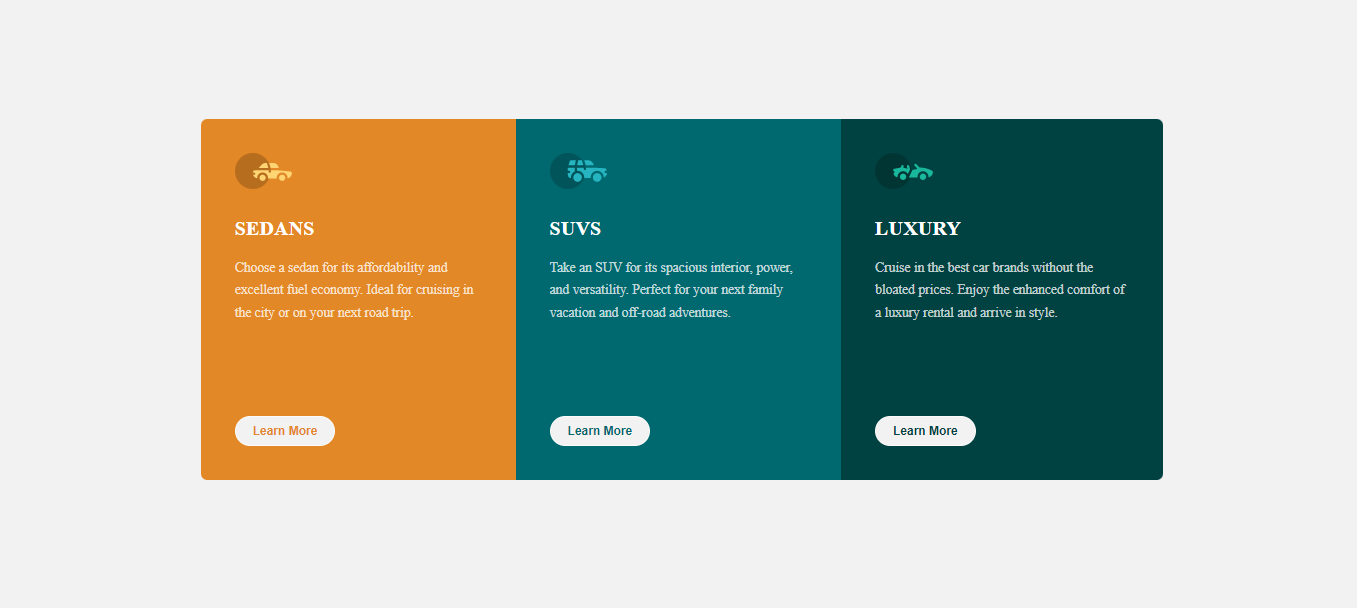 SEDANS
Choose a sedan for its affordability and
excellent fuel economy. Ideal for cruising in
the city or on your next road trip.
Learn More
SUVS
Take an SUV for its spacious interior, power,
and versatility. Perfect for your next family
vacation and off-road adventures.
Learn More
LUXURY
Cruise in the best car brands without the
bloated prices. Enjoy the enhanced comfort of
a luxury rental and arrive in style.
Learn More